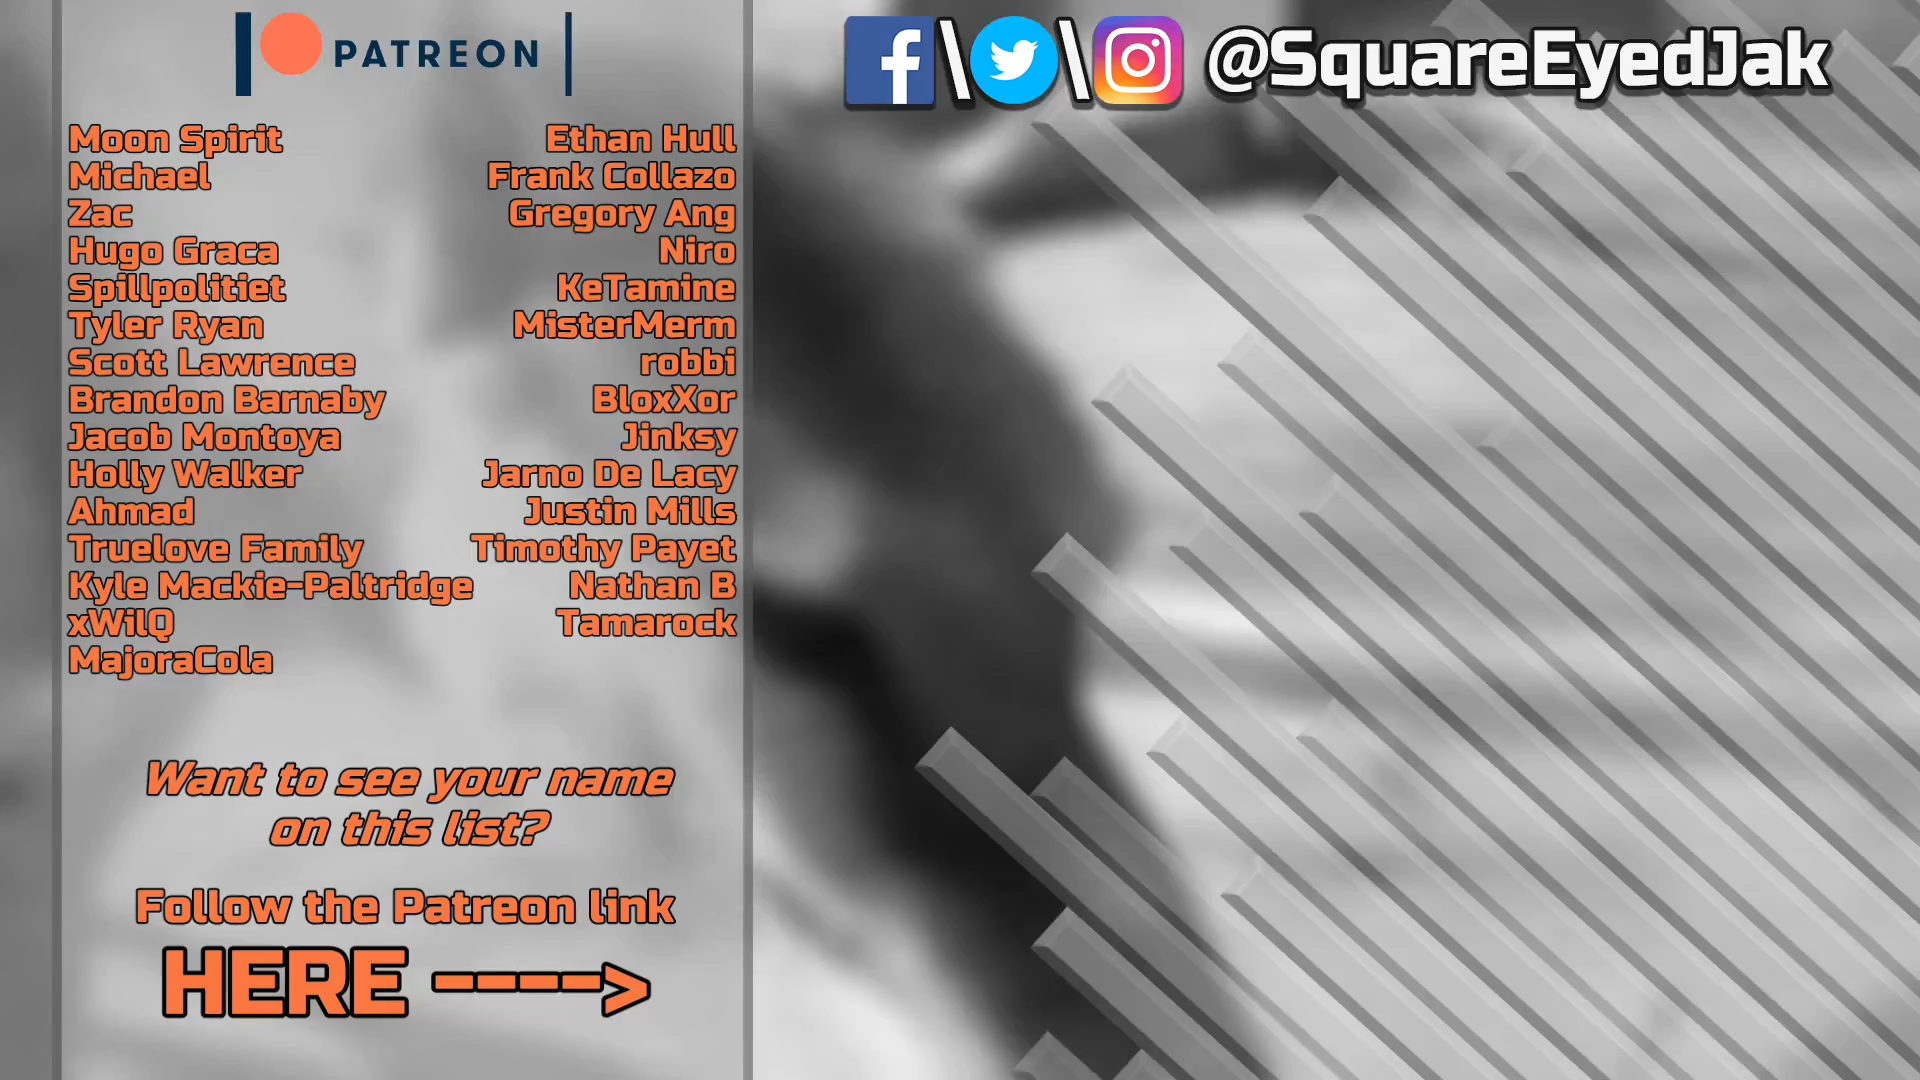 PATREON
@SquareEyedJak
Moon Spirit
Michael
Zac
Hugo Graca
Spillpolitiet
Tyler Ryan
Scott Lawrence
Brandon Barnaby
Jacob Montoya
Holly Walker
Ahmad
Truelove Family
Kyle Mackie-Paltridge
xWilQ
MajoraCola
Ethan Hull
Frank Collazo
Gregory Ang
Niro
KeTamine
MisterMerm
robbi
BloxXor
Jinksy
Jarno De Lacy
Justin Mills
Timothy Payet
Nathan B
Tamarock
Want to see your name
on this list?
Follow the Patreon link
HERE ---->